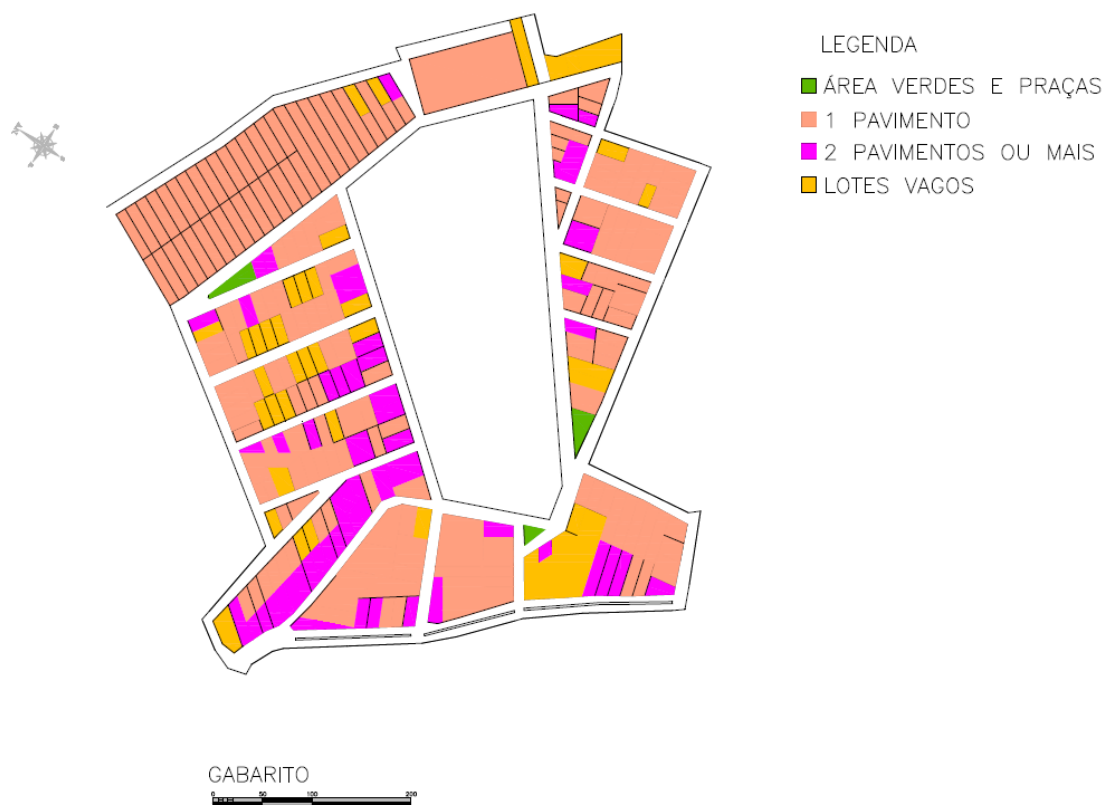 LEGENDA
ÁREA VERDES E PRAÇAS
1 PAVIMENTO
2 PAVIMENTOS OU MAIS
LOTES VAGOS
GABARITO
0 50 100 200